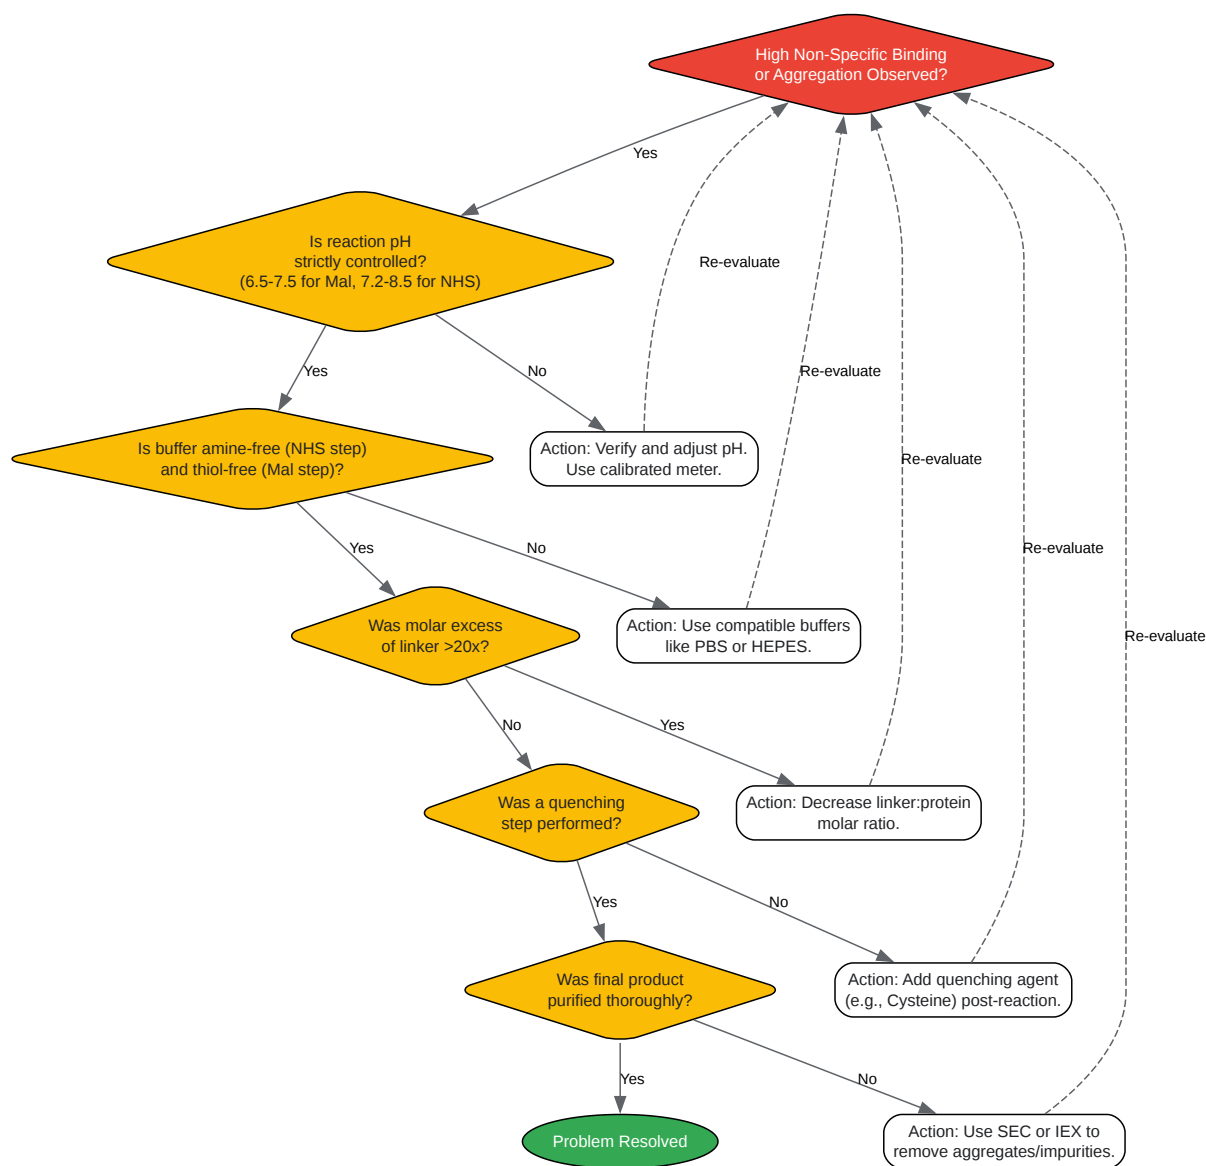 High Non-Specific Binding
or Aggregation Observed?
Yes
Is reaction pH
strictly controlled?
(6.5-7.5 for Mal, 7.2-8.5 for NHS)
Re-evaluate
Yes
No
Re-evaluate
Is buffer amine-free (NHS step)
and thiol-free (Mal step)?
Action: Verify and adjust pH.
Use calibrated meter.
Re-evaluate
Yes
No
Re-evaluate
Was molar excess
of linker >20x?
Action: Use compatible buffers
like PBS or HEPES.
Re-evaluate
No
Yes
Was a quenching
step performed?
Action: Decrease linker:protein
molar ratio.
Yes
No
Was final product
purified thoroughly?
Action: Add quenching agent
(e.g., Cysteine) post-reaction.
Yes
No
Problem Resolved
Action: Use SEC or IEX to
remove aggregates/impurities.